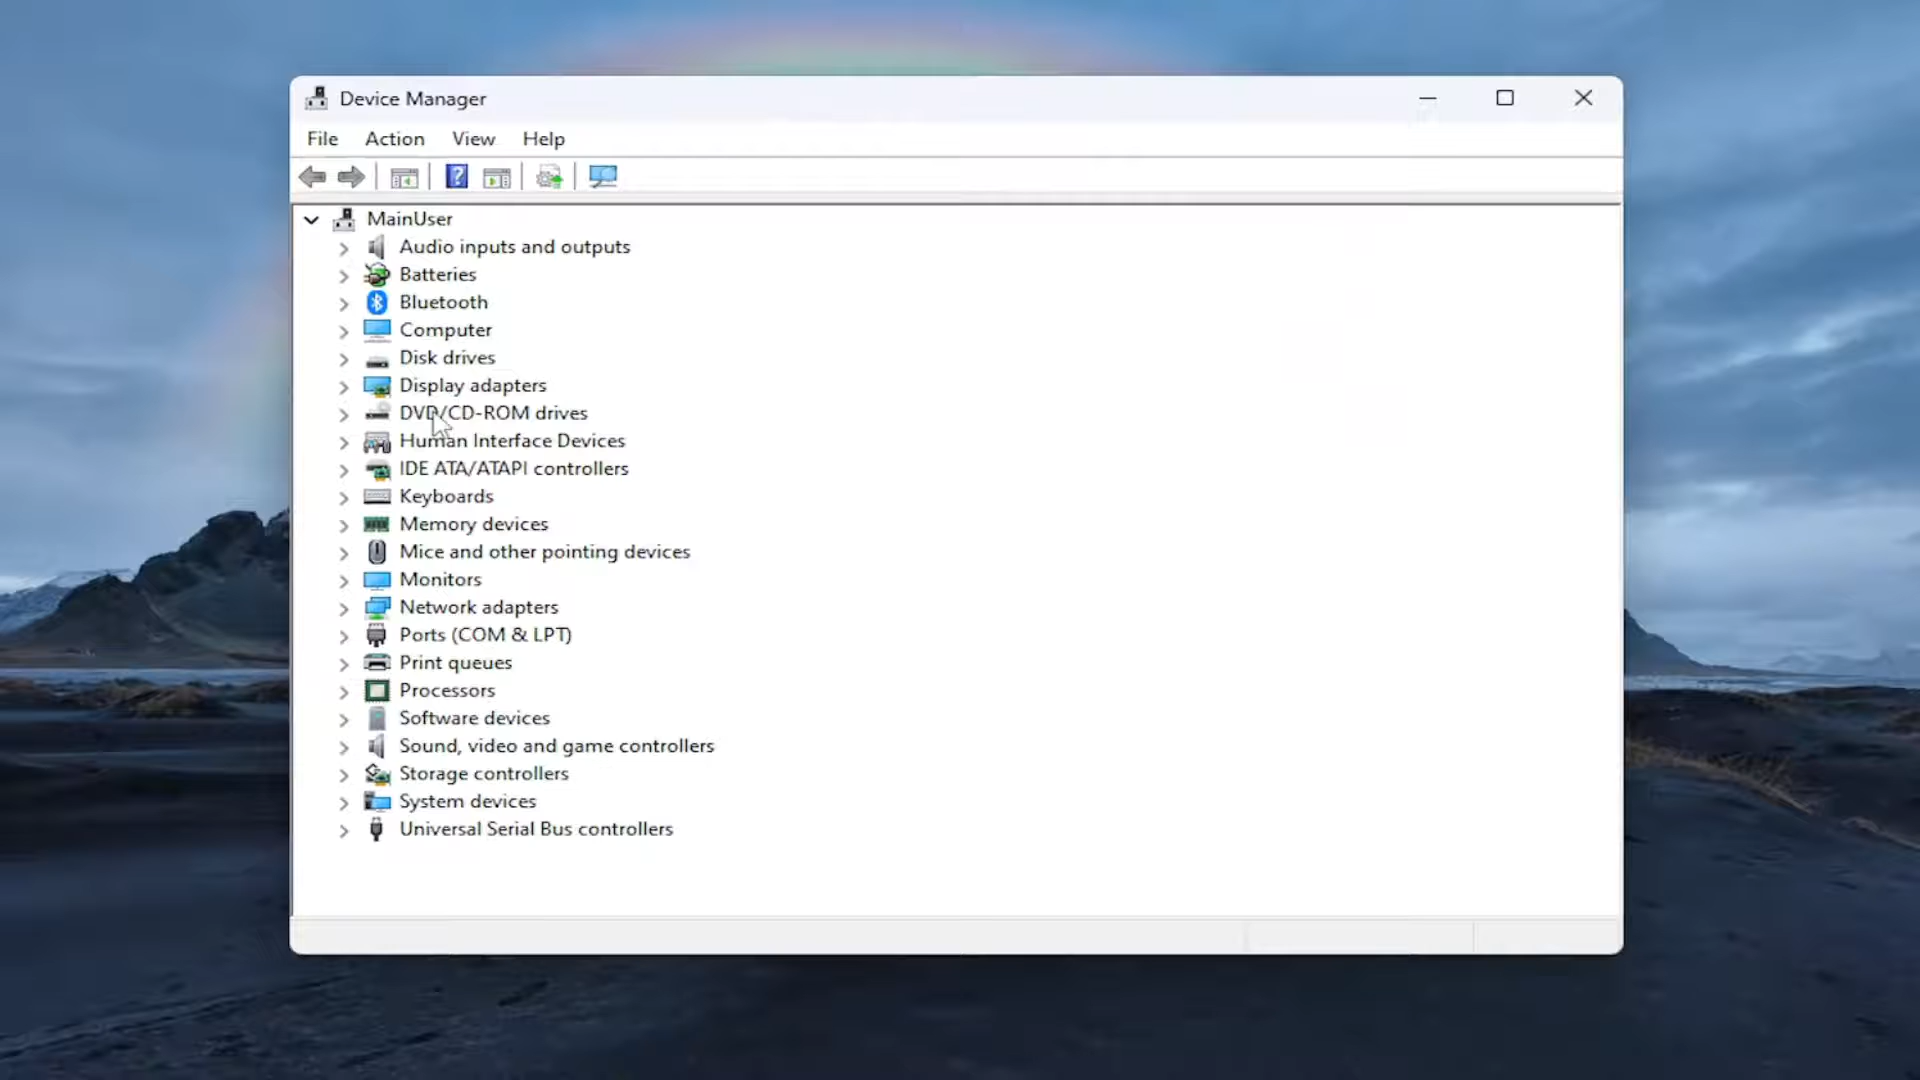 Device Manager
File Action View Help
MainUser
Audio inputs and outputs
Batteries
Bluetooth
Computer
Disk drives
Display adapters
DVD/CD-ROM drives
Human Interface Devices
IDE ATA/ATAPI controllers
Keyboards
Memory devices
Mice and other pointing devices
Monitors
Network adapters
Ports (COM & LPT)
Print queues
Processors
Software devices
Sound, video and game controllers
Storage controllers
System devices
Universal Serial Bus controllers